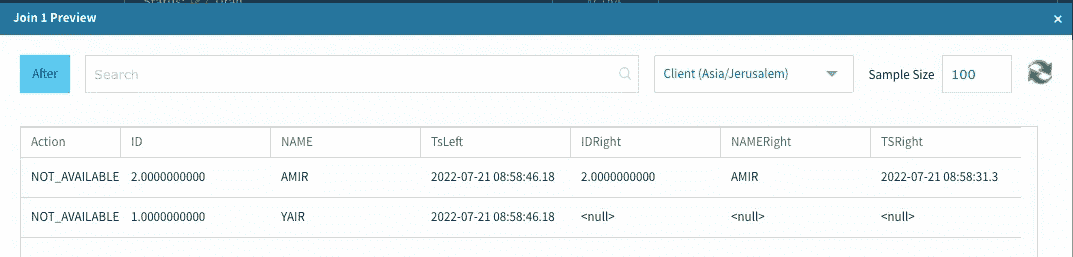 Join 1 Preview ×
After Search Client (Asia/Jerusalem) Sample Size 100
Action ID NAME TsLeft IDRight NAMERight TSRight
NOT_AVAILABLE 2.0000000000 AMIR 2022-07-21 08:58:46.18 2.0000000000 AMIR 2022-07-21 08:58:31.3
NOT_AVAILABLE 1.0000000000 YAIR 2022-07-21 08:58:46.18 <null> <null> <null>